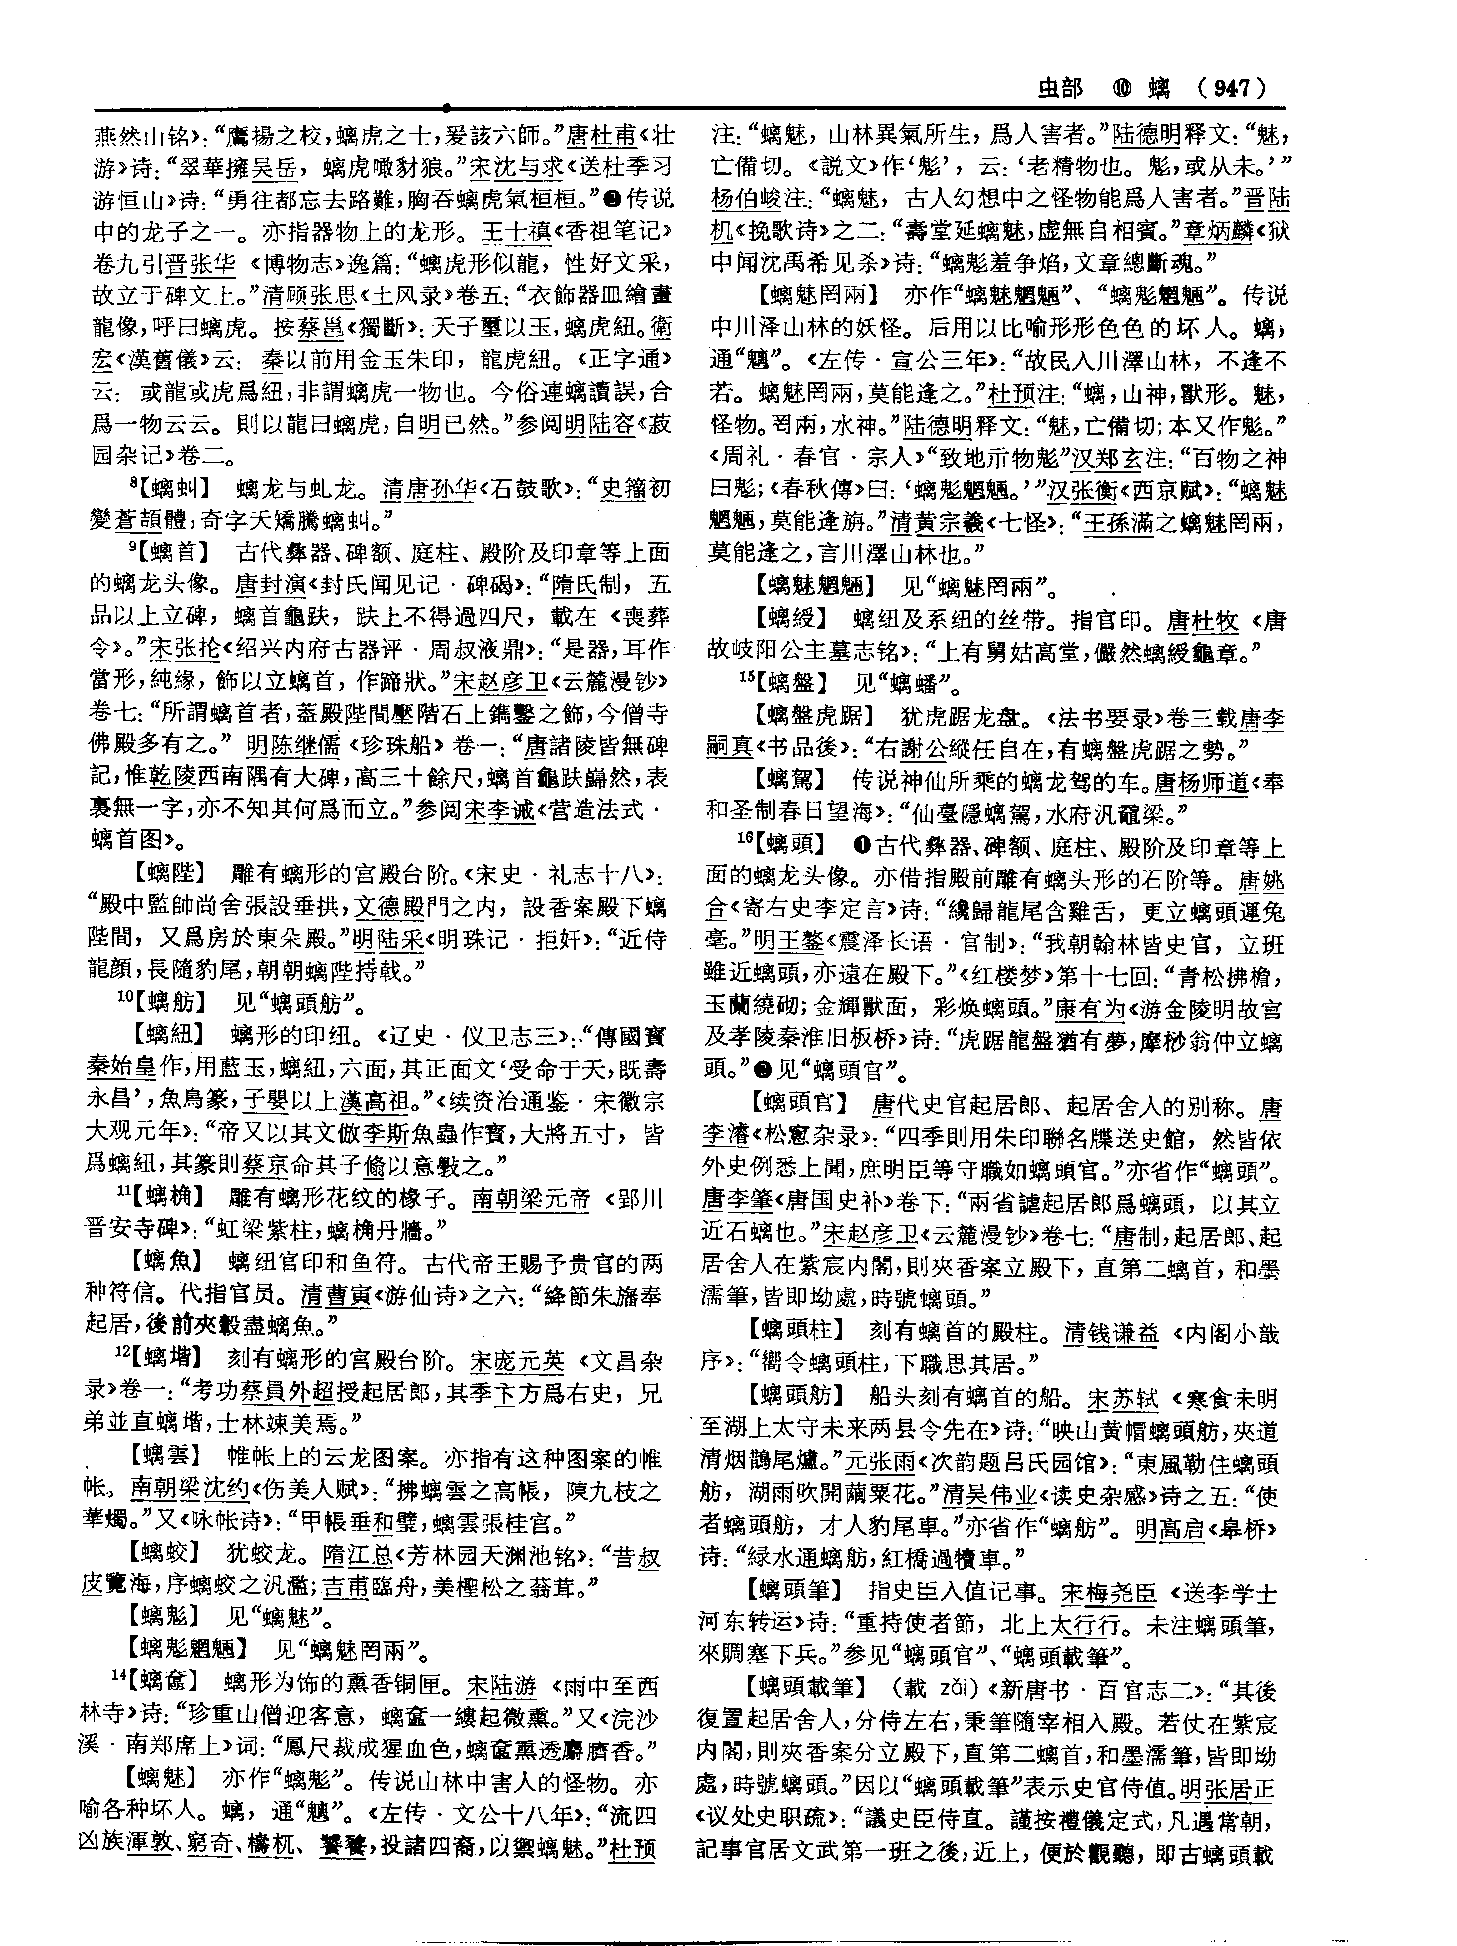 虫部　⑩　螭　（947）
燕然山铭》：“鷹揚之校，螭虎之士，爰該六師。”唐杜甫《壮
游》诗：“翠華擁吴岳，螭虎噉豺狼。”宋沈与求《送杜季习
游恒山》诗：“勇往都忘去路難，胸吞螭虎氣桓桓。”❷传说
中的龙子之一。亦指器物上的龙形。王士禛《香祖笔记》
卷九引晋张华《博物志》逸篇：“螭虎形似龍，性好文采，
故立于碑文上。”清顾张思《土风录》卷五：“衣飾器皿繪畫
龍像，呼曰螭虎。按蔡邕《獨斷》：天子璽以玉，螭虎紐。衛
宏《漢舊儀》云：秦以前用金玉朱印，龍虎紐。《正字通》
云：或龍或虎爲紐，非謂螭虎一物也。今俗連螭讀誤，合
爲一物云云。則以龍曰螭虎，自明已然。”参阅明陆容《菽
园杂记》卷二。
⁸【螭虯】　螭龙与虬龙。清唐孙华《石鼓歌》：“史籀初
變蒼頡體，奇字夭矯騰螭虯。”
⁹【螭首】　古代彝器、碑额、庭柱、殿阶及印章等上面
的螭龙头像。唐封演《封氏闻见记·碑碣》：“隋氏制，五
品以上立碑，螭首龜趺，趺上不得過四尺，載在《喪葬
令》。”宋张抡《绍兴内府古器评·周叔液鼎》：“是器，耳作
當形，純緣，飾以立螭首，作蹄狀。”宋赵彦卫《云麓漫钞》
卷七：“所謂螭首者，蓋殿陛間壓階石上鐫鑿之飾，今僧寺
佛殿多有之。”明陈继儒《珍珠船》卷一：“唐諸陵皆無碑
記，惟乾陵西南隅有大碑，高三十餘尺，螭首龜趺巋然，表
裏無一字，亦不知其何爲而立。”参阅宋李诫《营造法式·
螭首图》。
【螭陛】　雕有螭形的宫殿台阶。《宋史·礼志十八》：
“殿中監帥尚舍張設垂拱，文德殿門之内，設香案殿下螭
陛間，又爲房於東朵殿。”明陆采《明珠记·拒奸》：“近侍
龍顔，長隨豹尾，朝朝螭陛持戟。”
¹⁰【螭舫】　见“螭頭舫”。
【螭紐】　螭形的印纽。《辽史·仪卫志三》：“傳國寶
秦始皇作，用藍玉，螭紐，六面，其正面文‘受命于天，既壽
永昌’，魚鳥篆，子嬰以上漢高祖。”《续资治通鉴·宋徽宗
大观元年》：“帝又以其文倣李斯魚蟲作寳，大將五寸，皆
爲螭紐，其篆則蔡京命其子翛以意斅之。”
¹¹【螭桷】　雕有螭形花纹的椽子。南朝梁元帝《郢川
晋安寺碑》：“虹梁紫柱，螭桷丹牆。”
【螭魚】　螭纽官印和鱼符。古代帝王赐予贵官的两
种符信。代指官员。清曹寅《游仙诗》之六：“絳節朱旛奉
起居，後前夾轂盡螭魚。”
¹²【螭堦】　刻有螭形的宫殿台阶。宋庞元英《文昌杂
录》卷一：“考功蔡員外超授起居郎，其季卞方爲右史，兄
弟並直螭堦，士林竦美焉。”
【螭雲】　帷帐上的云龙图案。亦指有这种图案的帷
帐。南朝梁沈约《伤美人赋》：“拂螭雲之高帳，陳九枝之
華燭。”又《咏帐诗》：“甲帳垂和璧，螭雲張桂宫。”
【螭蛟】　犹蛟龙。隋江总《芳林园天渊池铭》：“昔叔
皮覽海，序螭蛟之汎濫；吉甫臨舟，美檉松之蓊茸。”
【螭鬽】　见“螭魅”。
【螭鬽魍魎】　见“螭魅罔兩”。
¹⁴【螭奩】　螭形为饰的熏香铜匣。宋陆游《雨中至西
林寺》诗：“珍重山僧迎客意，螭奩一縷起微熏。”又《浣沙
溪·南郑席上》词：“鳳尺裁成猩血色，螭奩熏透麝臍香。”
【螭魅】　亦作“螭鬽”。传说山林中害人的怪物。亦
喻各种坏人。螭，通“魑”。《左传·文公十八年》：“流四
凶族渾敦、窮奇、檮杌、饕餮，投諸四裔，以禦螭魅。”杜预
注：“螭魅，山林異氣所生，爲人害者。”陆德明释文：“魅，
亡備切。《説文》作‘鬽’，云：‘老精物也。鬽，或从未。’”
杨伯峻注：“螭魅，古人幻想中之怪物能爲人害者。”晋陆
机《挽歌诗》之二：“壽堂延螭魅，虚無自相賓。”章炳麟《狱
中闻沈禹希见杀》诗：“螭鬽羞争焰，文章總斷魂。”
【螭魅罔兩】　亦作“螭魅魍魎”、“螭鬽魍魎”。传说
中川泽山林的妖怪。后用以比喻形形色色的坏人。螭，
通“魑”。《左传·宣公三年》：“故民入川澤山林，不逢不
若。螭魅罔兩，莫能逢之。”杜预注：“螭，山神，獸形。魅，
怪物。罔兩，水神。”陆德明释文：“魅，亡備切；本又作鬽。”
《周礼·春官·宗人》“致地示物鬽”汉郑玄注：“百物之神
曰鬽；《春秋傳》曰：‘螭鬽魍魎。’”汉张衡《西京赋》：“螭魅
魍魎，莫能逢旃。”清黄宗羲《七怪》：“王孫滿之螭魅罔兩，
莫能逢之，言川澤山林也。”
【螭魅魍魎】　见“螭魅罔兩”。
【螭綬】　螭纽及系纽的丝带。指官印。唐杜牧《唐
故岐阳公主墓志铭》：“上有舅姑高堂，儼然螭綬龜章。”
¹⁵【螭盤】　见“螭蟠”。
【螭盤虎踞】　犹虎踞龙盘。《法书要录》卷三载唐李
嗣真《书品後》：“右謝公縱任自在，有螭盤虎踞之勢。”
【螭駕】　传说神仙所乘的螭龙驾的车。唐杨师道《奉
和圣制春日望海》：“仙臺隱螭駕，水府汎黿梁。”
¹⁶【螭頭】　❶古代彝器、碑额、庭柱、殿阶及印章等上
面的螭龙头像。亦借指殿前雕有螭头形的石阶等。唐姚
合《寄右史李定言》诗：“纔歸龍尾含雞舌，更立螭頭運兔
毫。”明王鏊《震泽长语·官制》：“我朝翰林皆史官，立班
雖近螭頭，亦遠在殿下。”《红楼梦》第十七回：“青松拂檐，
玉蘭繞砌；金輝獸面，彩焕螭頭。”康有为《游金陵明故宫
及孝陵秦淮旧板桥》诗：“虎踞龍盤猶有夢，摩挱翁仲立螭
頭。”❷见“螭頭官”。
【螭頭官】　唐代史官起居郎、起居舍人的别称。唐
李濬《松窻杂录》：“四季則用朱印聯名牒送史館，然皆依
外史例悉上聞，庶明臣等守職如螭頭官。”亦省作“螭頭”。
唐李肇《唐国史补》卷下：“兩省謔起居郎爲螭頭，以其立
近石螭也。”宋赵彦卫《云麓漫钞》卷七：“唐制，起居郎、起
居舍人在紫宸内閣，則夾香案立殿下，直第二螭首，和墨
濡筆，皆即坳處，時號螭頭。”
【螭頭柱】　刻有螭首的殿柱。清钱谦益《内阁小识
序》：“嚮令螭頭柱，下職思其居。”
【螭頭舫】　船头刻有螭首的船。宋苏轼《寒食未明
至湖上太守未来两县令先在》诗：“映山黄帽螭頭舫，夾道
清烟鵲尾爐。”元张雨《次韵题吕氏园馆》：“東風勒住螭頭
舫，湖雨吹開繭粟花。”清吴伟业《读史杂感》诗之五：“使
者螭頭舫，才人豹尾車。”亦省作“螭舫”。明高启《皋桥》
诗：“緑水通螭舫，紅橋過犢車。”
【螭頭筆】　指史臣入值记事。宋梅尧臣《送李学士
河东转运》诗：“重持使者節，北上太行行。未注螭頭筆，
來賙塞下兵。”参见“螭頭官”、“螭頭載筆”。
【螭頭載筆】　（載 zǎi）《新唐书·百官志二》：“其後
復置起居舍人，分侍左右，秉筆隨宰相入殿。若仗在紫宸
内閣，則夾香案分立殿下，直第二螭首，和墨濡筆，皆即坳
處，時號螭頭。”因以“螭頭載筆”表示史官侍值。明张居正
《议处史职疏》：“議史臣侍直。謹按禮儀定式，凡遇常朝，
記事官居文武第一班之後，近上，便於觀聽，即古螭頭載